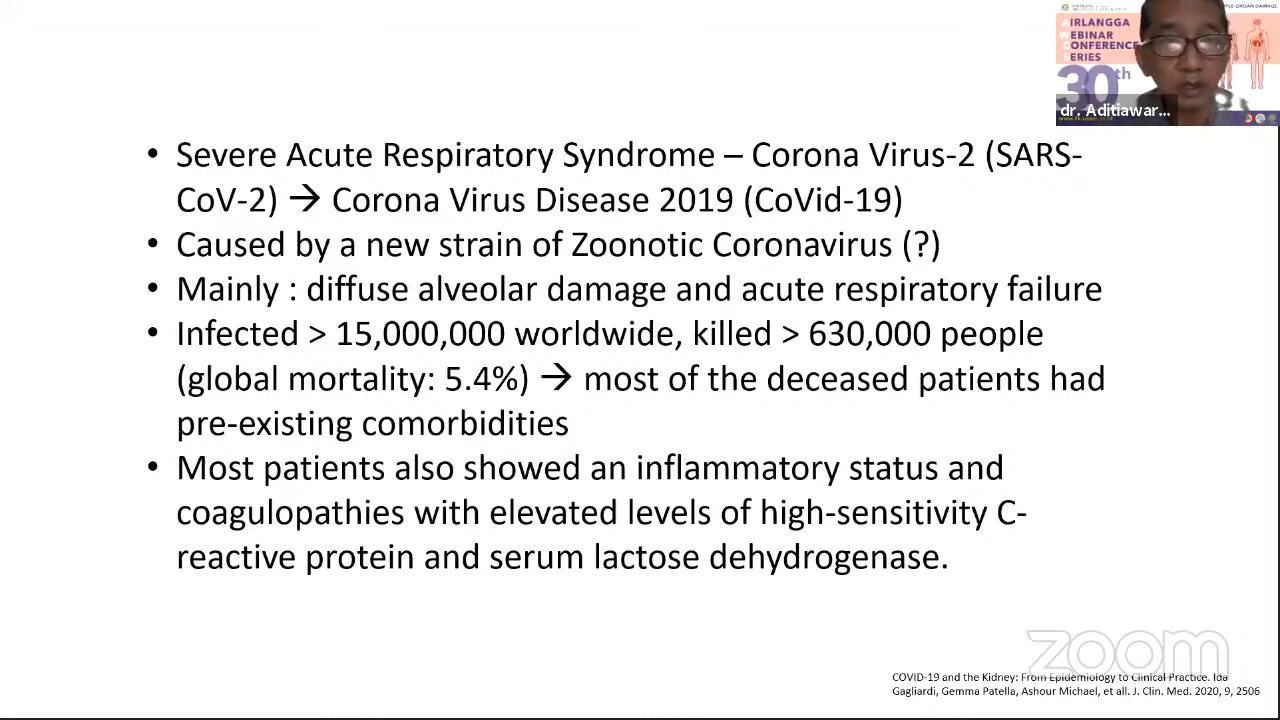 IRLANGGA
EBINAR
ONFERENCE
ERIES
30th
PLE ORGAN DAMAGE
dr. Aditiawar...
• Severe Acute Respiratory Syndrome – Corona Virus-2 (SARS-
CoV-2) → Corona Virus Disease 2019 (CoVid-19)
• Caused by a new strain of Zoonotic Coronavirus (?)
• Mainly : diffuse alveolar damage and acute respiratory failure
• Infected > 15,000,000 worldwide, killed > 630,000 people
(global mortality: 5.4%) → most of the deceased patients had
pre-existing comorbidities
• Most patients also showed an inflammatory status and
coagulopathies with elevated levels of high-sensitivity C-
reactive protein and serum lactose dehydrogenase.
zoom
COVID-19 and the Kidney: From Epidemiology to Clinical Practice. Ida
Gagliardi, Gemma Patella, Ashour Michael, et all. J. Clin. Med. 2020, 9, 2506